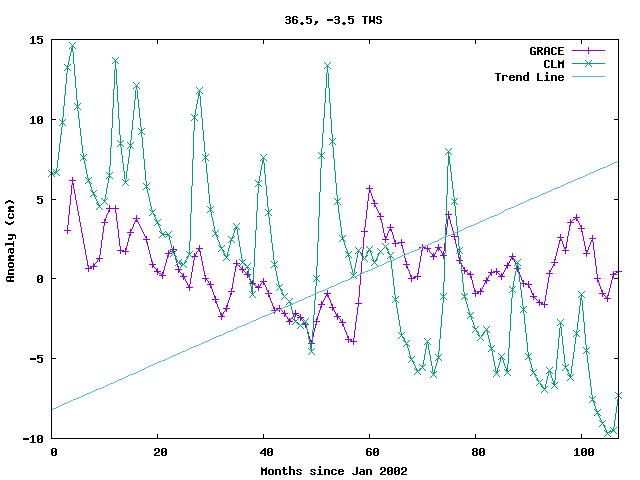 36.5, -3.5 TWS
GRACE
CLM
Trend Line
15
10
5
0
-5
-10
Anomaly (cm)
0 20 40 60 80 100
Months since Jan 2002